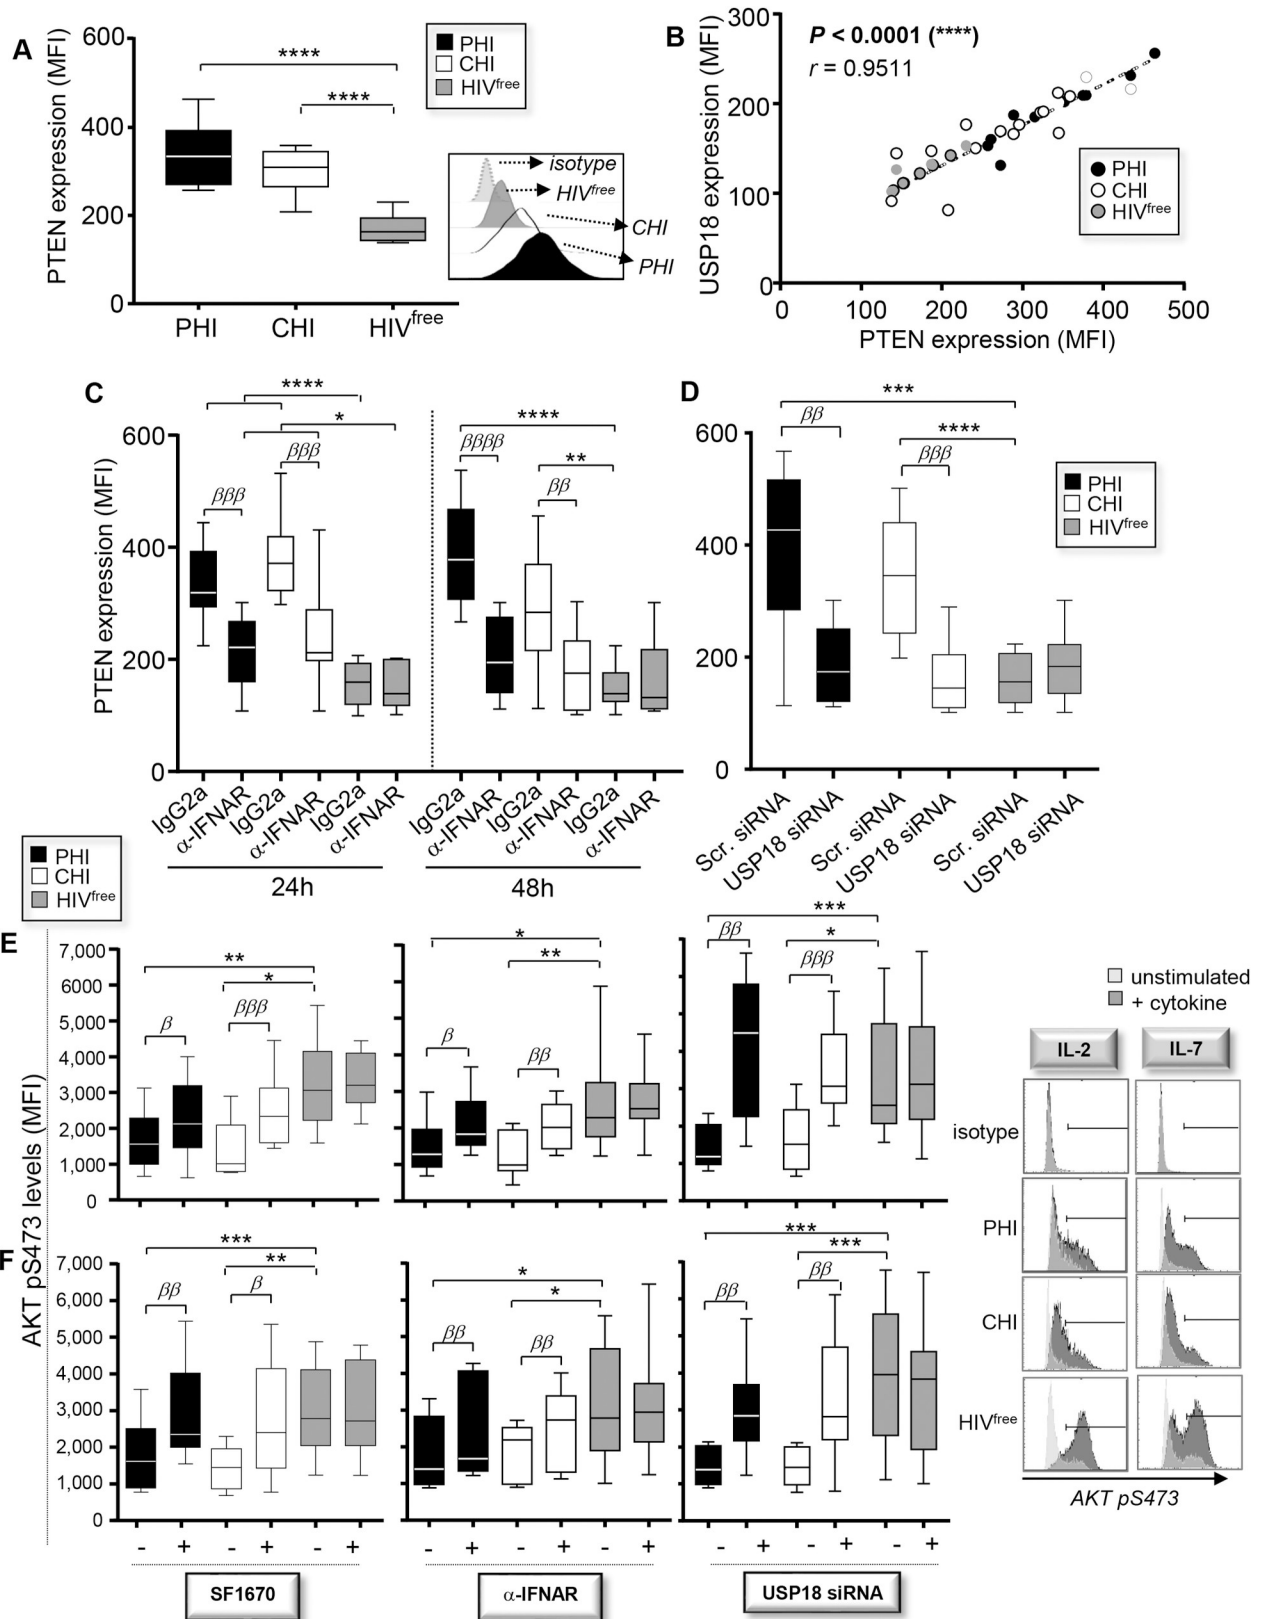 A
PTEN expression (MFI)
600
400
200
0
****
****
PHI
CHI
HIVfree
PHI
CHI
HIVfree
isotype
HIVfree
CHI
PHI
B
USP18 expression (MFI)
300
200
100
0
P < 0.0001 (****)
r = 0.9511
PHI
CHI
HIVfree
0 100 200 300 400 500
PTEN expression (MFI)
C
PTEN expression (MFI)
600
400
200
0
****
*
βββ
βββ
****
ββββ
**
ββ
IgG2a α-IFNAR IgG2a α-IFNAR IgG2a α-IFNAR
IgG2a α-IFNAR IgG2a α-IFNAR IgG2a α-IFNAR
24h
48h
D
600
400
200
0
***
ββ
****
βββ
PHI
CHI
HIVfree
Scr. siRNA USP18 siRNA Scr. siRNA USP18 siRNA Scr. siRNA USP18 siRNA
PHI
CHI
HIVfree
E
AKT pS473 levels (MFI)
7,000
6000
5,000
4,000
3,000
2,000
1,000
0
**
*
βββ
β
*
**
β
ββ
***
ββ
*
βββ
F
7,000
6,000
5,000
4,000
3,000
2,000
1,000
0
***
**
ββ
β
*
*
ββ
ββ
***
***
ββ
ββ
- + - + - +
- + - + - +
- + - + - +
SF1670
α-IFNAR
USP18 siRNA
unstimulated
+ cytokine
IL-2
IL-7
isotype
PHI
CHI
HIVfree
AKT pS473